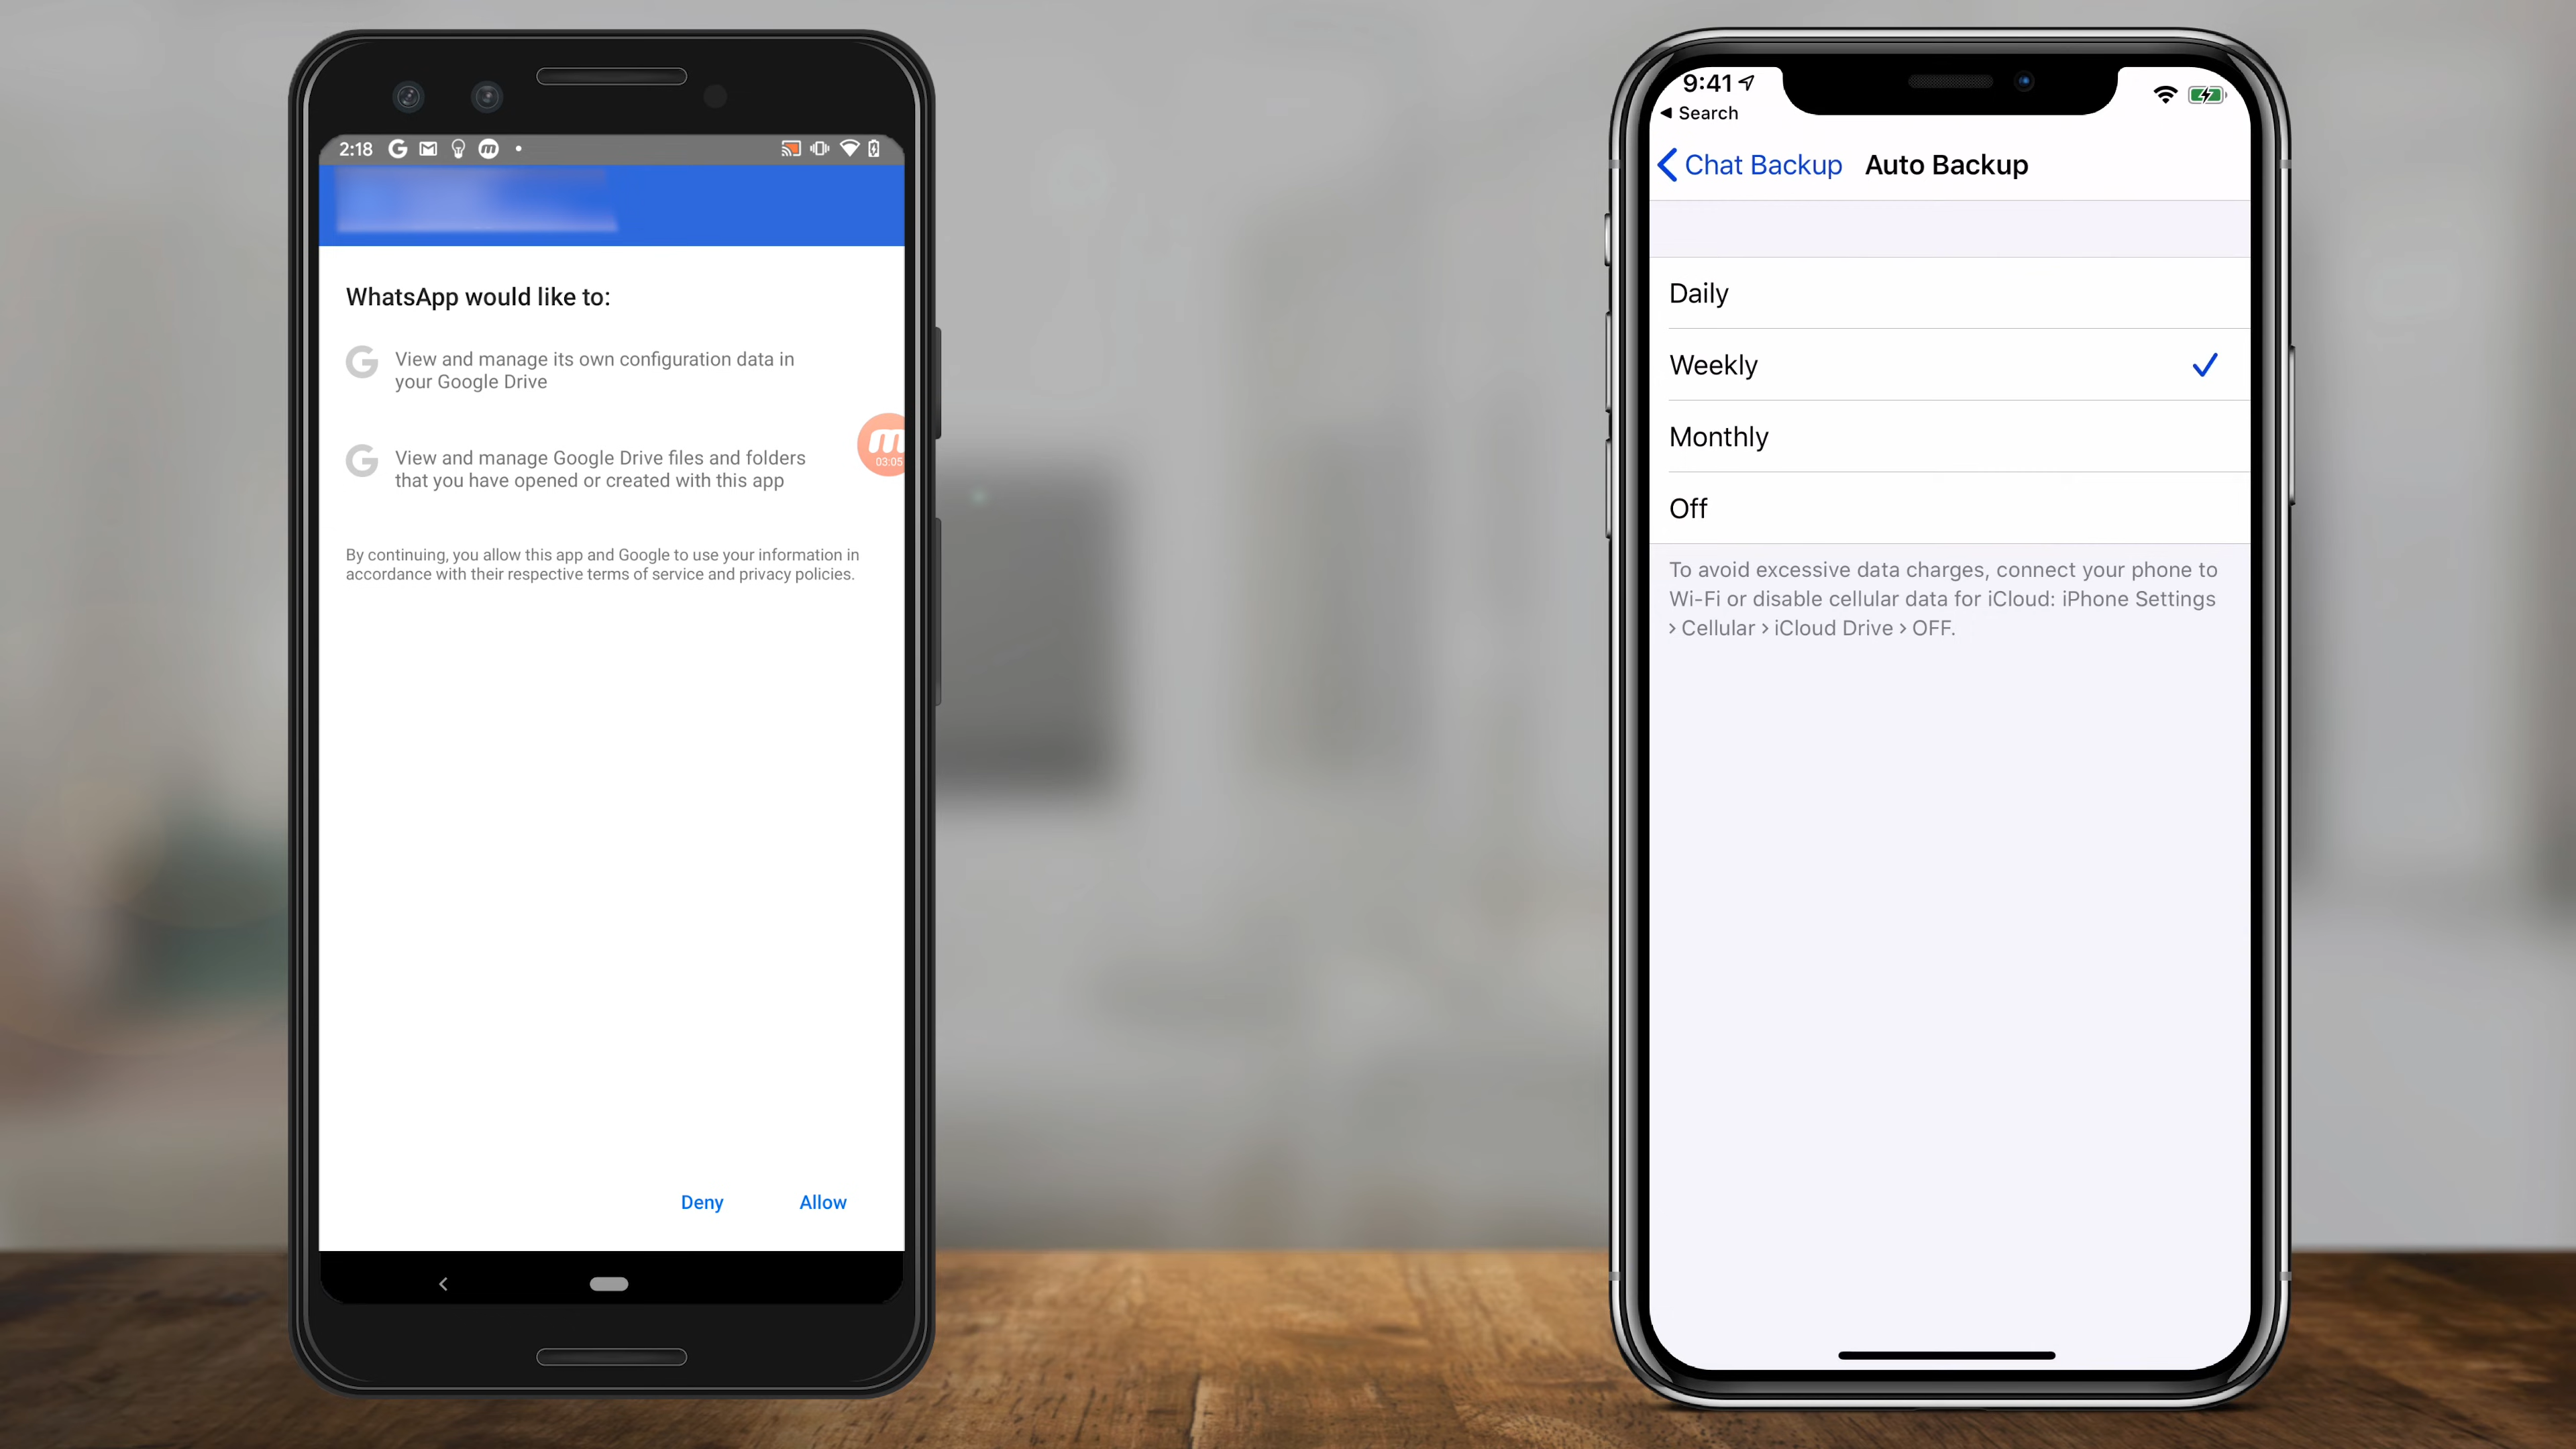 2:18
WhatsApp would like to:
View and manage its own configuration data in
your Google Drive
View and manage Google Drive files and folders
that you have opened or created with this app
03:05
By continuing, you allow this app and Google to use your information in
accordance with their respective terms of service and privacy policies.
Deny Allow
9:41
Search
Chat Backup Auto Backup
Daily
Weekly
Monthly
Off
To avoid excessive data charges, connect your phone to
Wi-Fi or disable cellular data for iCloud: iPhone Settings
› Cellular › iCloud Drive › OFF.